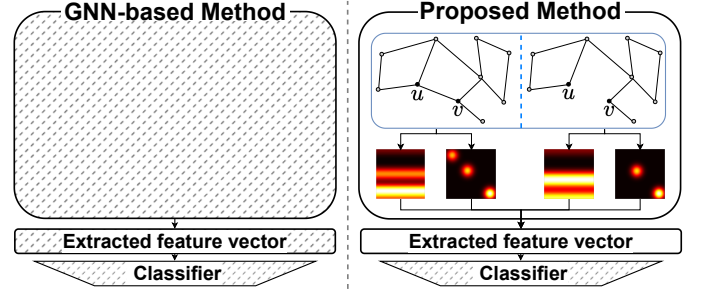 GNN-based Method
Extracted feature vector
Classifier
Proposed Method
u
v
u
v
Extracted feature vector
Classifier